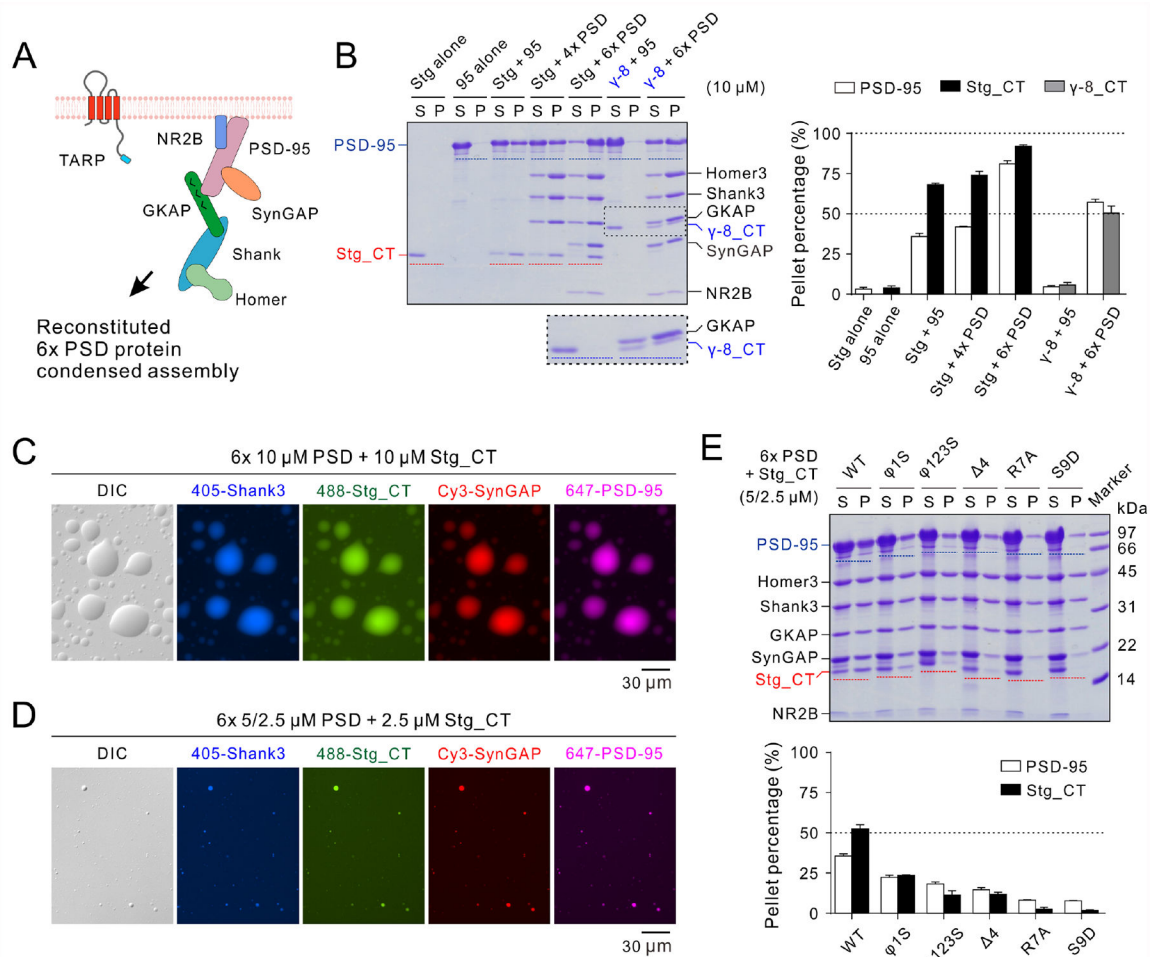 A
TARP
NR2B
PSD-95
GKAP
SynGAP
Shank
Homer
Reconstituted
6x PSD protein
condensed assembly
B
Stg alone
95 alone
Stg + 95
Stg + 4x PSD
Stg + 6x PSD
γ-8 + 95
γ-8 + 6x PSD
(10 µM)
S P S P S P S P S P S P S P
PSD-95
Homer3
Shank3
GKAP
γ-8_CT
SynGAP
Stg_CT
NR2B
GKAP
γ-8_CT
PSD-95 Stg_CT γ-8_CT
Pellet percentage (%)
100
75
50
25
0
Stg alone
95 alone
Stg + 95
Stg + 4X PSD
Stg + 6x PSD
γ-8 + 95
γ-8 + 6x PSD
C
6x 10 µM PSD + 10 µM Stg_CT
DIC 405-Shank3 488-Stg_CT Cy3-SynGAP 647-PSD-95
30 µm
D
6x 5/2.5 µM PSD + 2.5 µM Stg_CT
DIC 405-Shank3 488-Stg_CT Cy3-SynGAP 647-PSD-95
30 µm
E
6x PSD
+ Stg_CT
(5/2.5 µM)
WT
φ1S
φ123S
Δ4
R7A
S9D
Marker
S P S P S P S P S P S P
kDa
PSD-95
Homer3
Shank3
GKAP
SynGAP
Stg_CT
NR2B
97
66
45
31
22
14
PSD-95
Stg_CT
Pellet percentage (%)
100
75
50
25
0
WT
φ1S
123S
Δ4
R7A
S9D